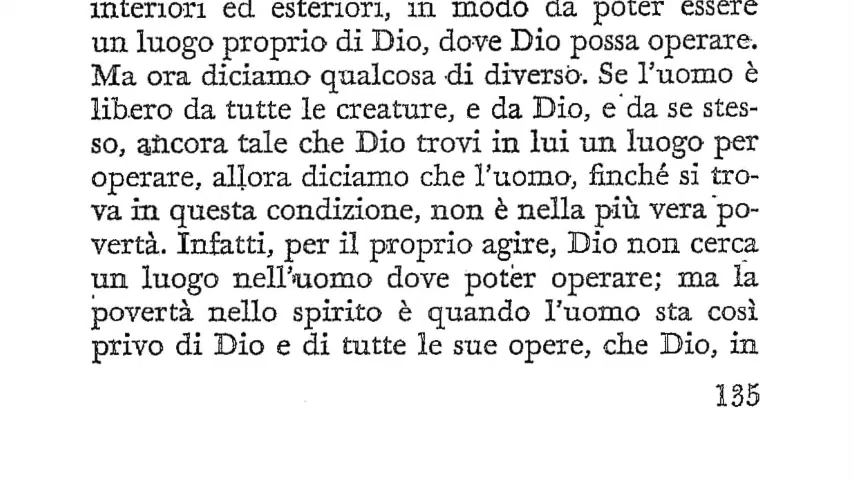 interiori ed esteriori, in modo da poter essere
un luogo proprio di Dio, dove Dio possa operare.
Ma ora diciamo qualcosa di diverso. Se l'uomo è
libero da tutte le creature, e da Dio, e da se stes-
so, ancora tale che Dio trovi in lui un luogo per
operare, allora diciamo che l'uomo, finché si tro-
va in questa condizione, non è nella più vera po-
vertà. Infatti, per il proprio agire, Dio non cerca
un luogo nell'uomo dove poter operare; ma la
povertà nello spirito è quando l'uomo sta così
privo di Dio e di tutte le sue opere, che Dio, in
135